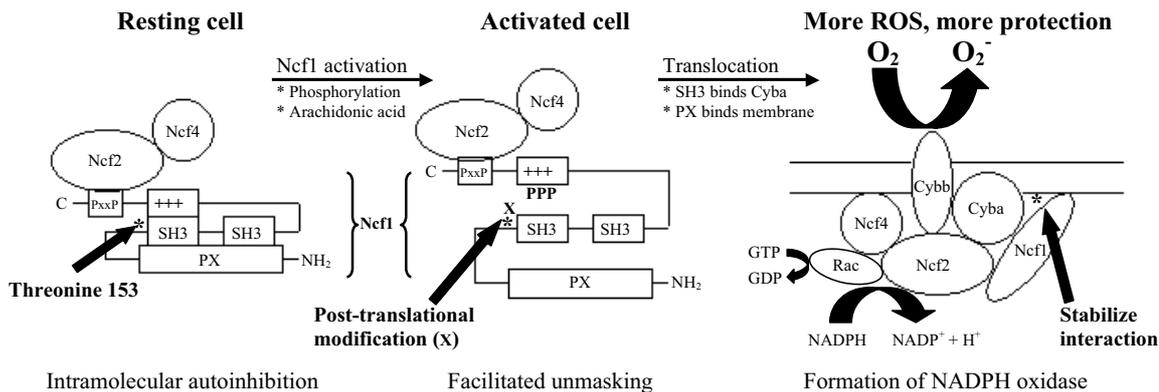 Resting cell
Activated cell
More ROS, more protection
Ncf1 activation
* Phosphorylation
* Arachidonic acid
Translocation
* SH3 binds Cyba
* PX binds membrane
O₂
O₂⁻
Ncf4
Ncf2
C
PxxP
+++
*
SH3
SH3
PX
NH₂
Threonine 153
Ncf1
Ncf4
Ncf2
C
PxxP
+++
PPP
X
*
SH3
SH3
PX
NH₂
Post-translational
modification (X)
Cybb
Cyba
*
Ncf4
Ncf1
GTP
GDP
Rac
Ncf2
NADPH
NADP⁺ + H⁺
Stabilize
interaction
Intramolecular autoinhibition
Facilitated unmasking
Formation of NADPH oxidase